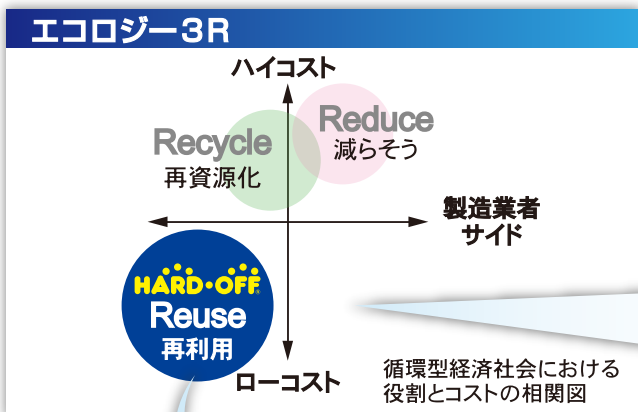 エコロジー3R
ハイコスト
Recycle
再資源化
Reduce
減らそう
製造業者
サイド
HARD・OFF®
Reuse
再利用
ローコスト
循環型経済社会における
役割とコストの相関図